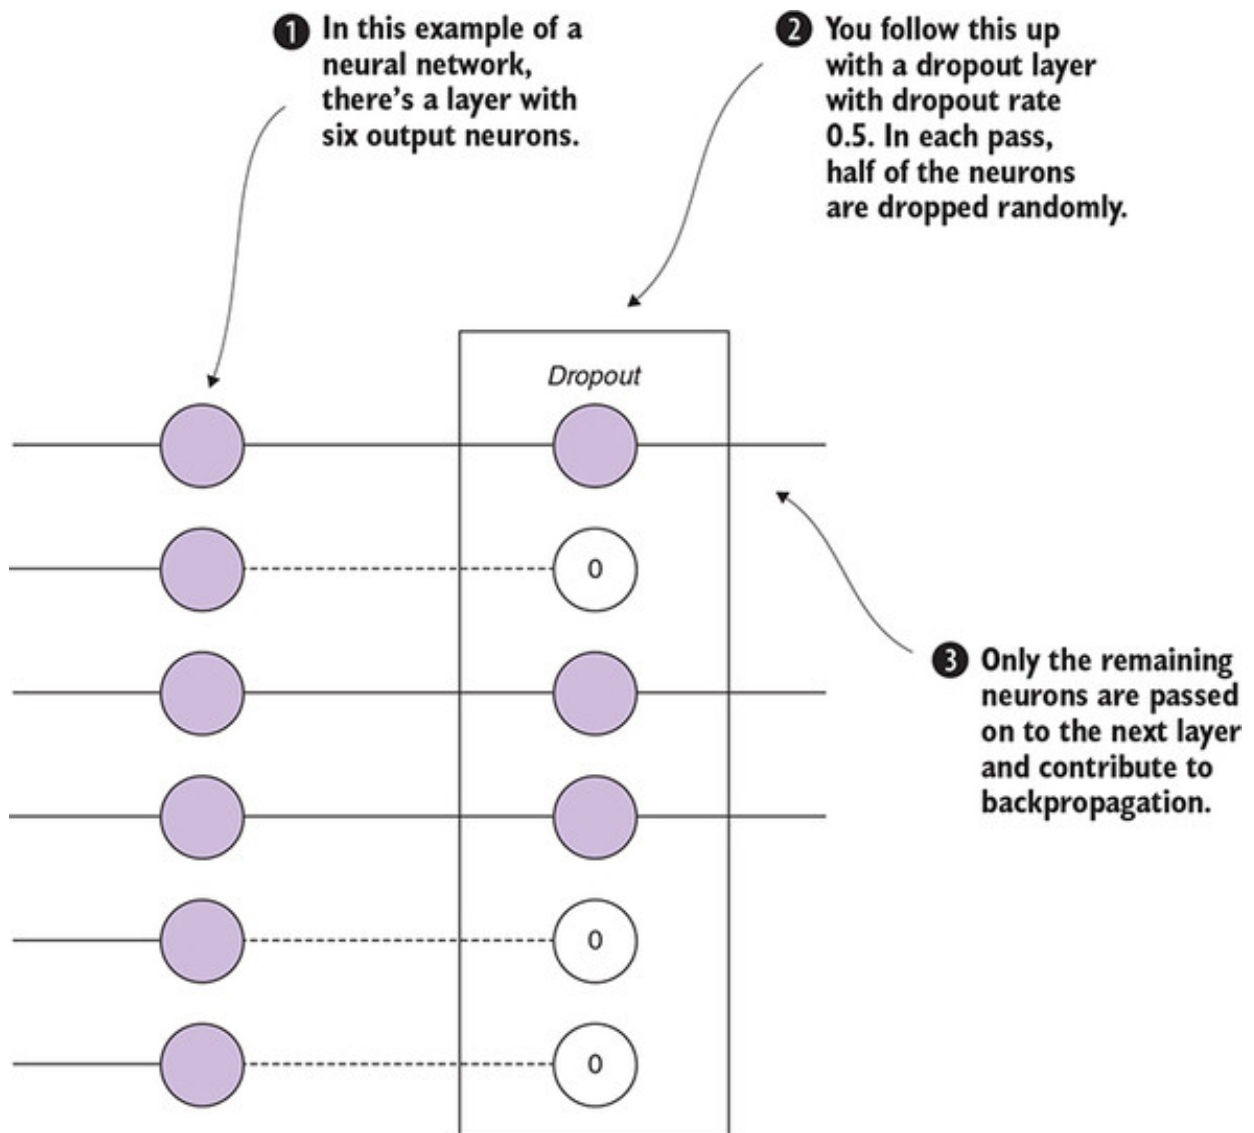 1 In this example of a
neural network,
there's a layer with
six output neurons.
2 You follow this up
with a dropout layer
with dropout rate
0.5. In each pass,
half of the neurons
are dropped randomly.
Dropout
0
3 Only the remaining
neurons are passed
on to the next layer
and contribute to
backpropagation.
0
0